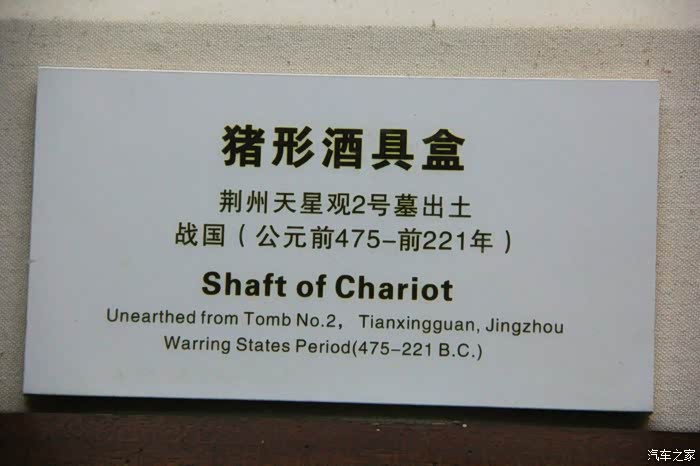 猪形酒具盒
荆州天星观2号墓出土
战国（公元前475-前221年）
Shaft of Chariot
Unearthed from Tomb No.2, Tianxingguan, Jingzhou
Warring States Period(475-221 B.C.)
汽车之家